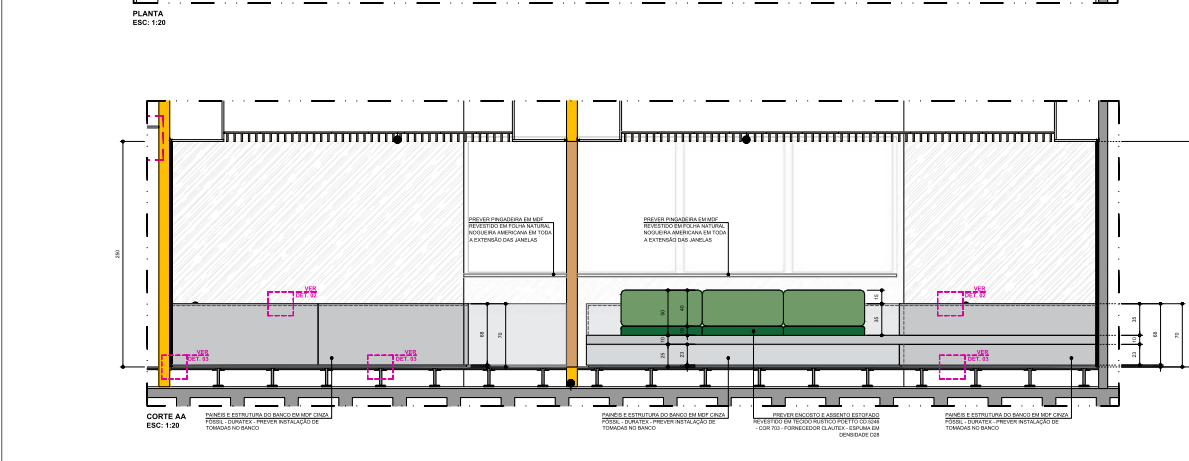 PLANTA
ESC: 1:20
PREVER PINGADEIRA EM MDF
REVESTIDO EM FOLHA NATURAL
NOGUEIRA AMERICANA EM TODA
A EXTENSÃO DAS JANELAS
PREVER PINGADEIRA EM MDF
REVESTIDO EM FOLHA NATURAL
NOGUEIRA AMERICANA EM TODA
A EXTENSÃO DAS JANELAS
250
VER
DET. 02
VER
DET. 02
50
40
15
35
10
10
25
23
68
70
35
10
23
68
70
VER
DET. 03
VER
DET. 03
VER
DET. 03
CORTE AA
ESC: 1:20
PAINÉIS E ESTRUTURA DO BANCO EM MDF CINZA
FÓSSIL - DURATEX - PREVER INSTALAÇÃO DE
TOMADAS NO BANCO
PAINÉIS E ESTRUTURA DO BANCO EM MDF CINZA
FÓSSIL - DURATEX - PREVER INSTALAÇÃO DE
TOMADAS NO BANCO
PREVER ENCOSTO E ASSENTO ESTOFADO
REVESTIDO EM TECIDO RÚSTICO POETTO CD.5246
- COR 703 - FORNECEDOR CLAUTEX - ESPUMA EM
DENSIDADE D28
PAINÉIS E ESTRUTURA DO BANCO EM MDF CINZA
FÓSSIL - DURATEX - PREVER INSTALAÇÃO DE
TOMADAS NO BANCO